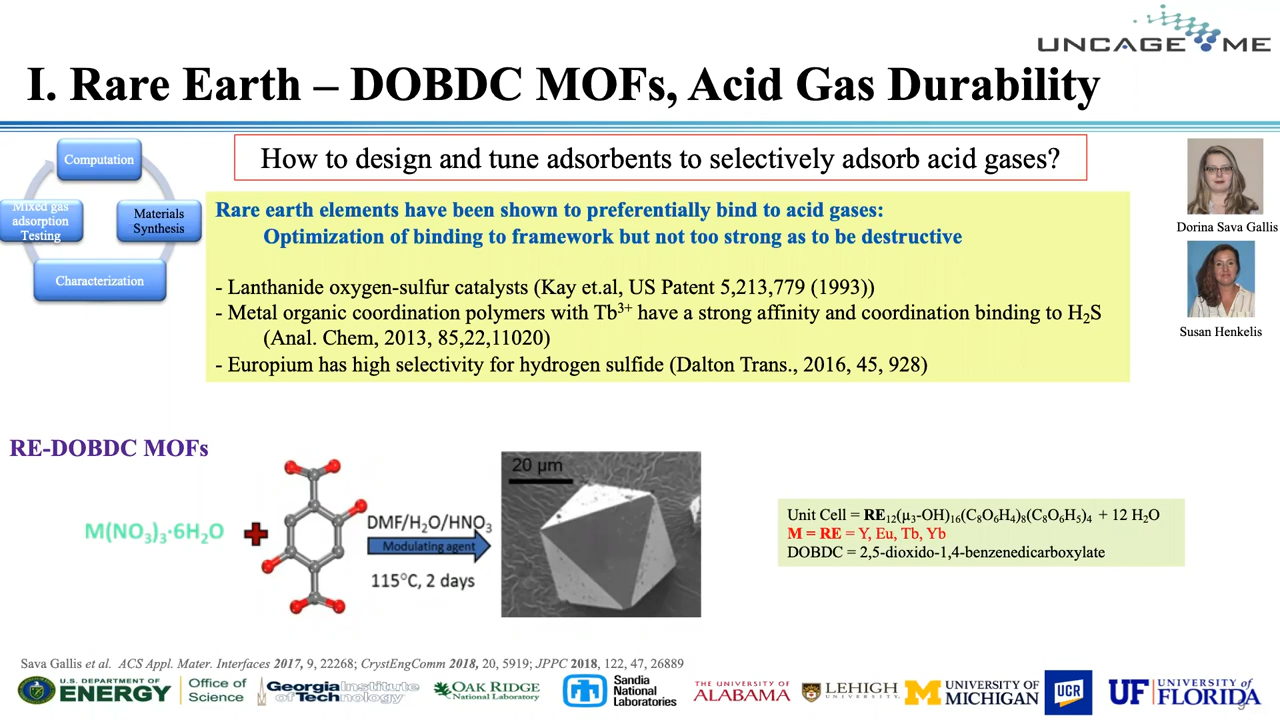 UNCAGE ME
I. Rare Earth – DOBDC MOFs, Acid Gas Durability
Computation
Mixed gas
adsorption
Testing
Materials
Synthesis
Characterization
How to design and tune adsorbents to selectively adsorb acid gases?
Rare earth elements have been shown to preferentially bind to acid gases:
Optimization of binding to framework but not too strong as to be destructive
- Lanthanide oxygen-sulfur catalysts (Kay et.al, US Patent 5,213,779 (1993))
- Metal organic coordination polymers with Tb³⁺ have a strong affinity and coordination binding to H₂S
(Anal. Chem, 2013, 85,22,11020)
- Europium has high selectivity for hydrogen sulfide (Dalton Trans., 2016, 45, 928)
Dorina Sava Gallis
Susan Henkelis
RE-DOBDC MOFs
M(NO₃)₃·6H₂O
DMF/H₂O/HNO₃
Modulating agent
115°C, 2 days
20 µm
Unit Cell = RE₁₂(µ₃-OH)₁₆(C₈O₆H₄)₈(C₈O₆H₅)₄ + 12 H₂O
M = RE = Y, Eu, Tb, Yb
DOBDC = 2,5-dioxido-1,4-benzenedicarboxylate
Sava Gallis et al. ACS Appl. Mater. Interfaces 2017, 9, 22268; CrystEngComm 2018, 20, 5919; JPPC 2018, 122, 47, 26889
U.S. DEPARTMENT OF
ENERGY
Office of
Science
Georgia Institute
of Technology
OAK RIDGE
National Laboratory
Sandia
National
Laboratories
THE UNIVERSITY OF
ALABAMA
LEHIGH
UNIVERSITY
M UNIVERSITY OF
MICHIGAN
UCR
UF UNIVERSITY of
FLORIDA
9